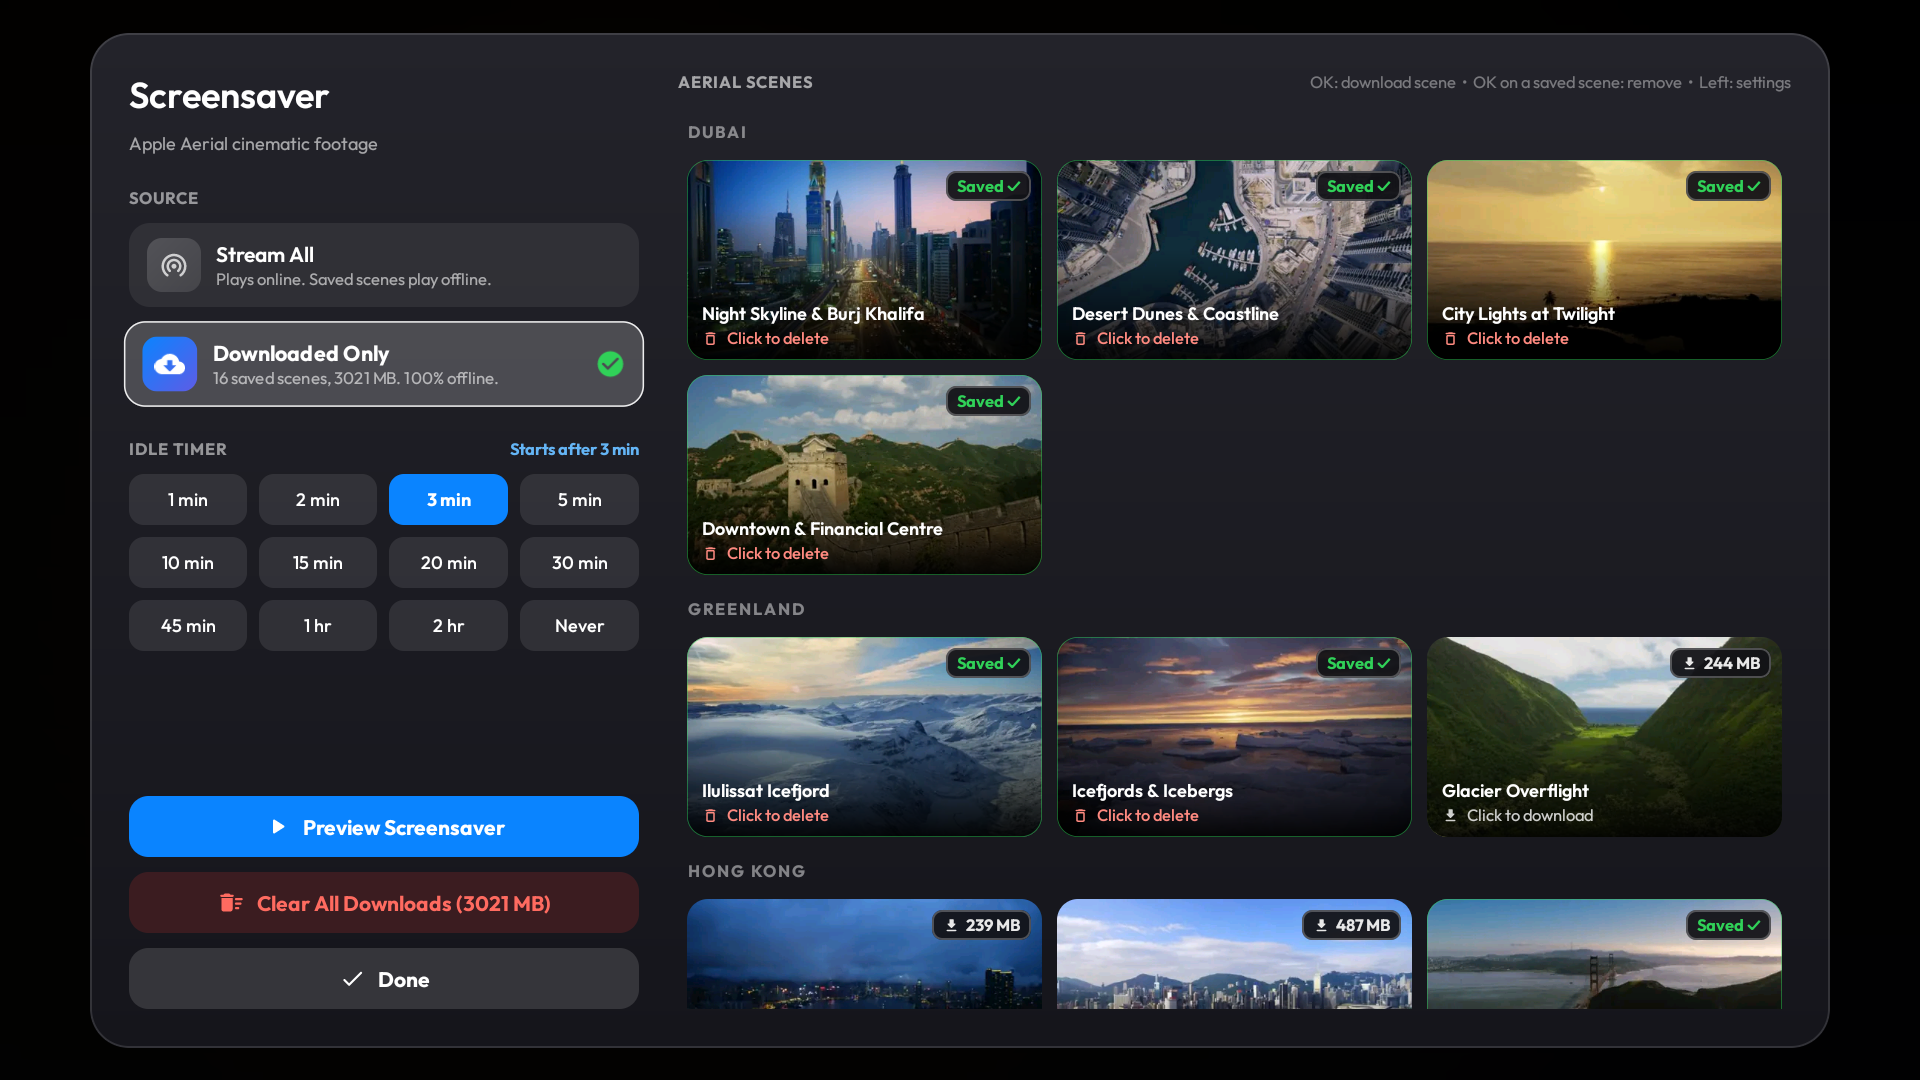 Screensaver
Apple Aerial cinematic footage
SOURCE
Stream All
Plays online. Saved scenes play offline.
Downloaded Only
16 saved scenes, 3021 MB. 100% offline.
IDLE TIMER
Starts after 3 min
1 min
2 min
3 min
5 min
10 min
15 min
20 min
30 min
45 min
1 hr
2 hr
Never
Preview Screensaver
Clear All Downloads (3021 MB)
Done
AERIAL SCENES
OK: download scene • OK on a saved scene: remove • Left: settings
DUBAI
Saved
Night Skyline & Burj Khalifa
Click to delete
Saved
Desert Dunes & Coastline
Click to delete
Saved
City Lights at Twilight
Click to delete
Saved
Downtown & Financial Centre
Click to delete
GREENLAND
Saved
Ilulissat Icefjord
Click to delete
Saved
Icefjords & Icebergs
Click to delete
244 MB
Glacier Overflight
Click to download
HONG KONG
239 MB
487 MB
Saved